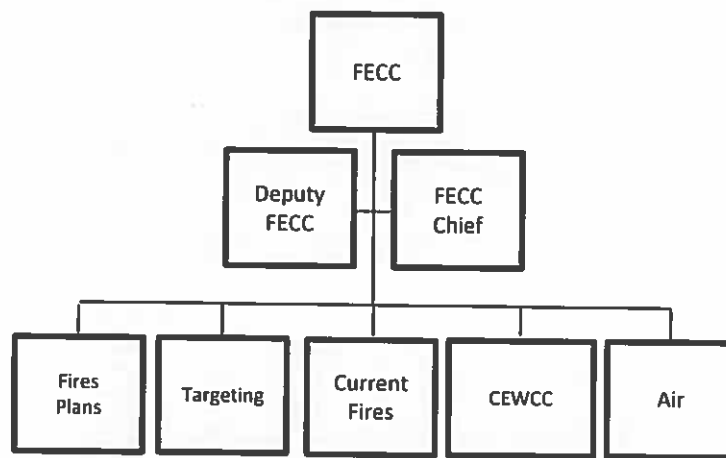 FECC
Deputy
FECC
FECC
Chief
Fires
Plans
Targeting
Current
Fires
CEWCC
Air